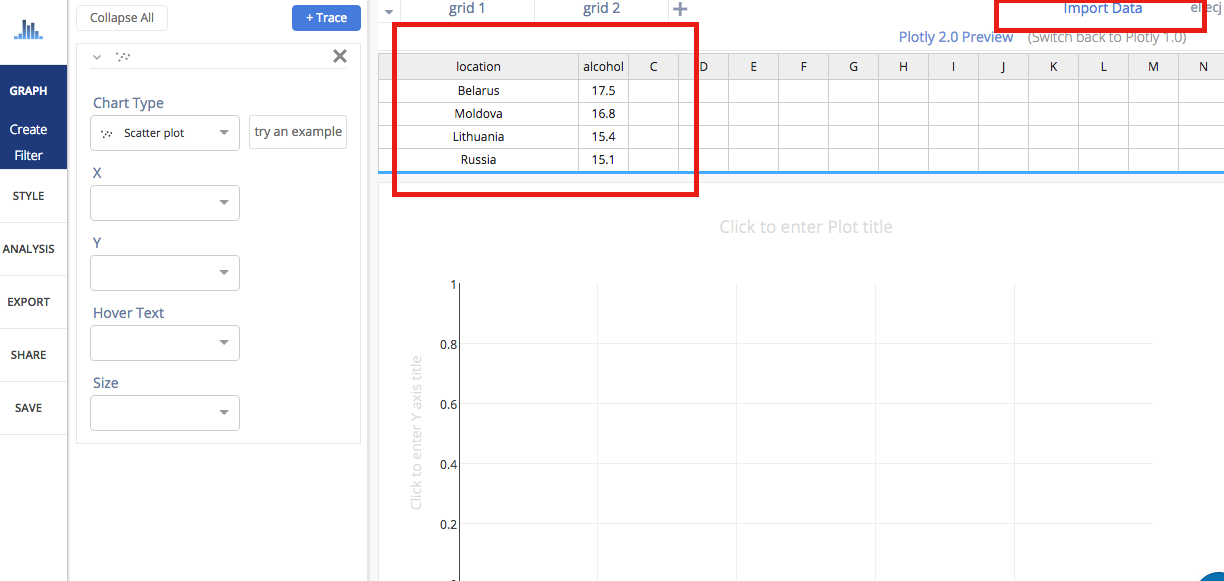 Collapse All
+ Trace
GRAPH
Create
Filter
STYLE
ANALYSIS
EXPORT
SHARE
SAVE
Chart Type
Scatter plot
try an example
X
Y
Hover Text
Size
grid 1 grid 2
Import Data
Plotly 2.0 Preview (Switch back to Plotly 1.0)
location alcohol C D E F G H I J K L M N
Belarus 17.5
Moldova 16.8
Lithuania 15.4
Russia 15.1
Click to enter Plot title
Click to enter Y axis title
1
0.8
0.6
0.4
0.2